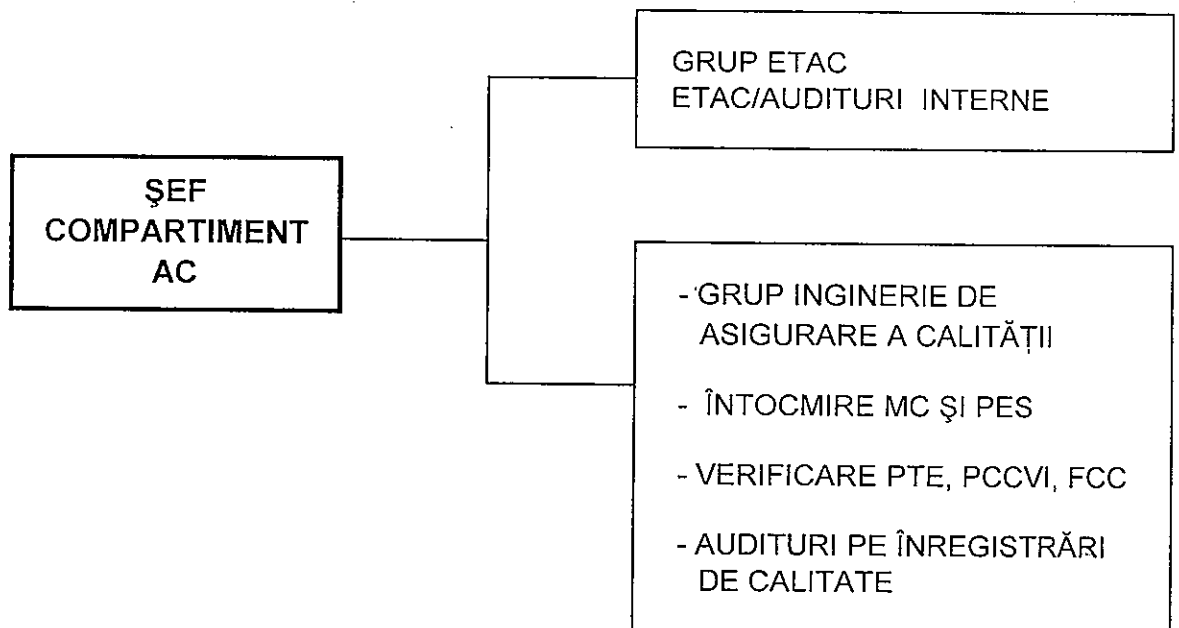 GRUP ETAC
ETAC/AUDITURI INTERNE
ŞEF
COMPARTIMENT
AC
- GRUP INGINERIE DE
ASIGURARE A CALITĂȚII
- ÎNTOCMIRE MC ŞI PES
- VERIFICARE PTE, PCCVI, FCC
- AUDITURI PE ÎNREGISTRĂRI
DE CALITATE